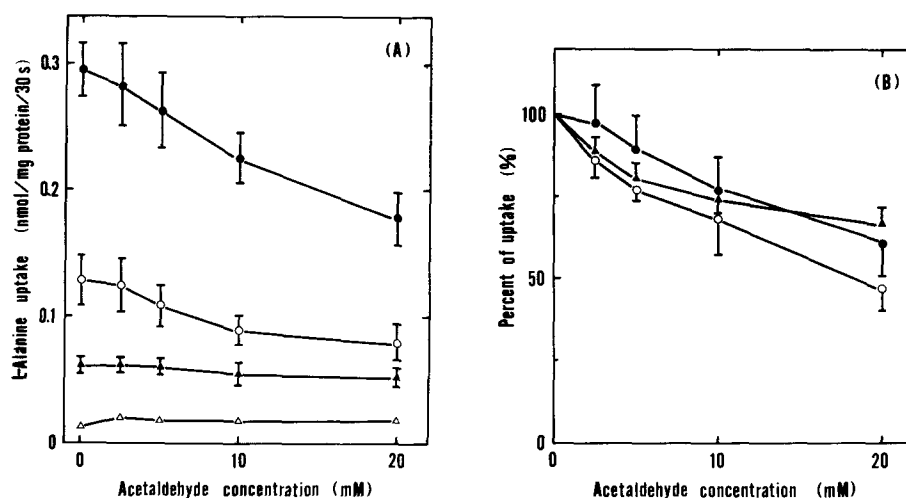 (A)
L-Alanine uptake (nmol/mg protein/30s)
0.3
0.2
0.1
0
0
10
20
Acetaldehyde concentration (mM)
(B)
Percent of uptake (%)
100
50
0
0
10
20
Acetaldehyde concentration (mM)